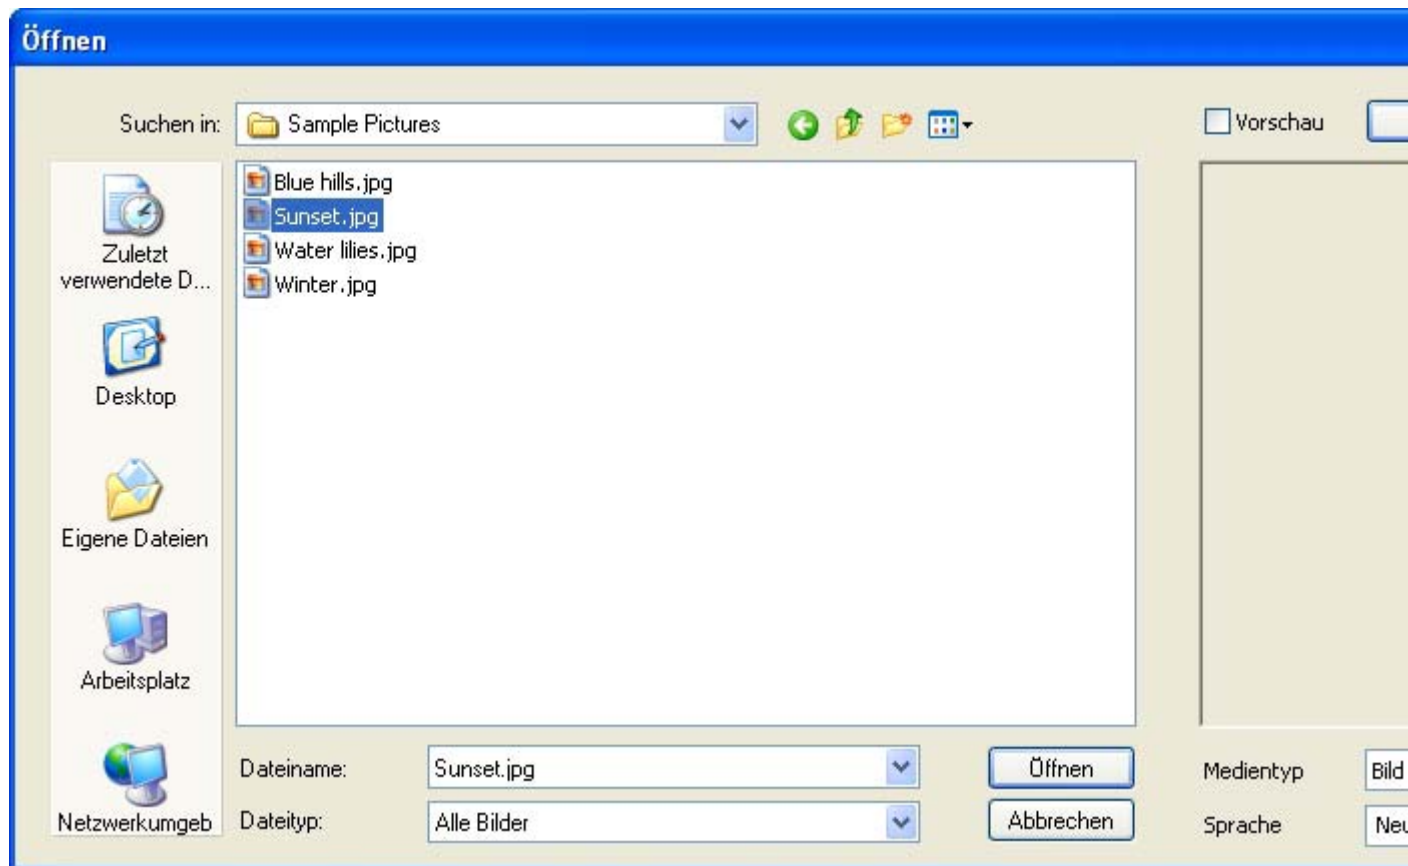 Öffnen
Suchen in: Sample Pictures Vorschau
Blue hills.jpg
Sunset.jpg
Water lilies.jpg
Winter.jpg
Zuletzt
verwendete D...
Desktop
Eigene Dateien
Arbeitsplatz
Netzwerkumgeb
Dateiname: Sunset.jpg Öffnen Medientyp Bild
Dateityp: Alle Bilder Abbrechen Sprache Neu